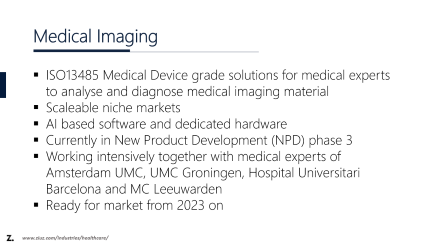 Medical Imaging
▪ ISO13485 Medical Device grade solutions for medical experts
to analyse and diagnose medical imaging material
▪ Scaleable niche markets
▪ AI based software and dedicated hardware
▪ Currently in New Product Development (NPD) phase 3
▪ Working intensively together with medical experts of
Amsterdam UMC, UMC Groningen, Hospital Universitari
Barcelona and MC Leeuwarden
▪ Ready for market from 2023 on
Z. www.ziuz.com/industries/healthcare/